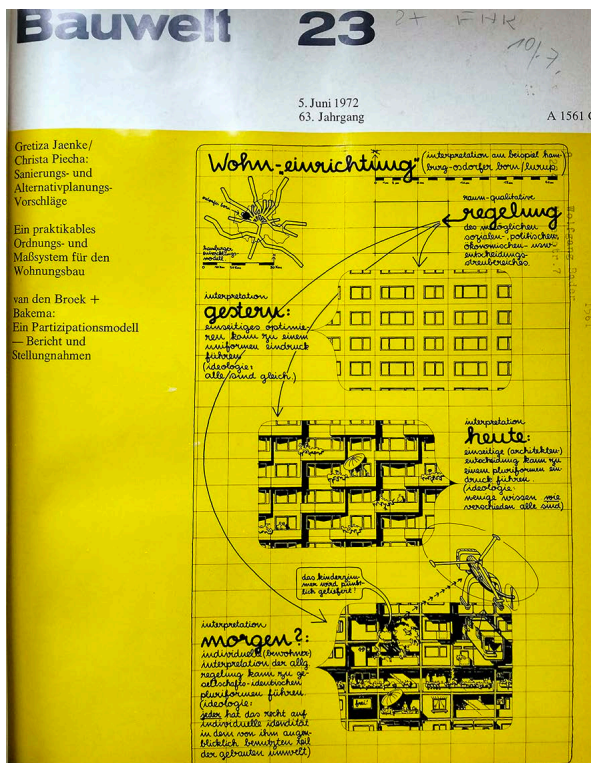 Bauwelt 23
5. Juni 1972
63. Jahrgang
A 1561 C
Gretiza Jaenke/
Christa Piecha:
Sanierungs- und
Alternativplanungs-
Vorschläge
Ein praktikables
Ordnungs- und
Maßsystem für den
Wohnungsbau
van den Broek +
Bakema:
Ein Partizipationsmodell
— Bericht und
Stellungnahmen
Wohn-„einrichtung“ (interpretation am beispiel ham-
burg-osdorfer born/lurup)
hamburger
entwicklungs-
modell
raum-qualitative
regelung
des möglichen
sozialen-, politischen,
ökonomischen- usw
entscheidungs-
spreibereiches.
interpretation
gestern:
einseitiges optimie-
ren kann zu einem
uniformen eindruck
führen
(ideologie:
alle sind gleich.)
interpretation
heute:
einseitige (architekten-)
entscheidung kann zu
einem pluriformen ein
druck führen.
(ideologie:
wenige wissen wie
verschieden alle sind)
das kinderzim-
mer wird pünkt-
lich geliefert!
interpretation
morgen?:
individuelle (bewohner)
interpretation der allg.
regelung kann zu ge-
sellschafts-identischen
pluriformen führen.
(ideologie:
jeder hat das recht auf
individuelle identität
in dem von ihm augen-
blicklich benutzten teil
der gebauten umwelt)
frei!